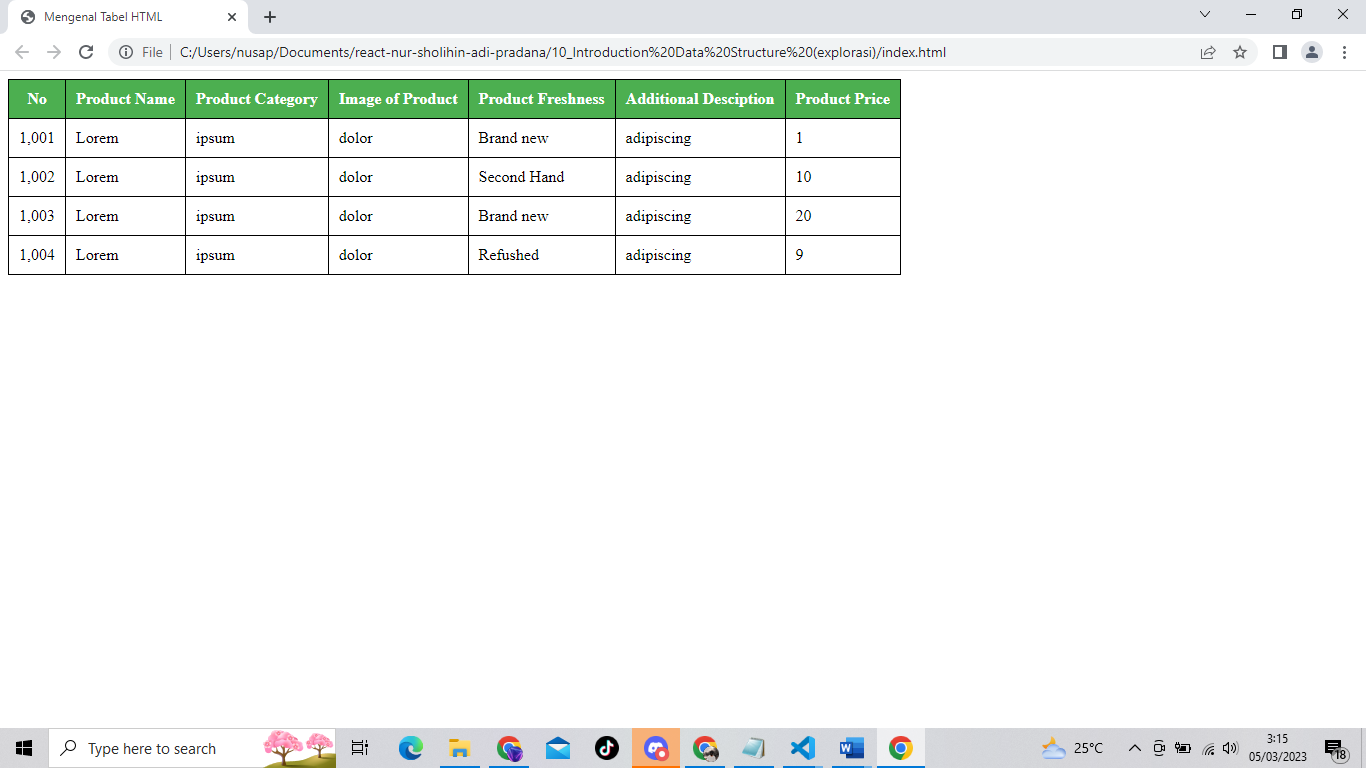 Mengenal Tabel HTML
File
C:/Users/nusap/Documents/react-nur-sholihin-adi-pradana/10_Introduction%20Data%20Structure%20(explorasi)/index.html
No Product Name Product Category Image of Product Product Freshness Additional Desciption Product Price
1,001 Lorem ipsum dolor Brand new adipiscing 1
1,002 Lorem ipsum dolor Second Hand adipiscing 10
1,003 Lorem ipsum dolor Brand new adipiscing 20
1,004 Lorem ipsum dolor Refushed adipiscing 9
Type here to search
25°C
3:15
05/03/2023
18